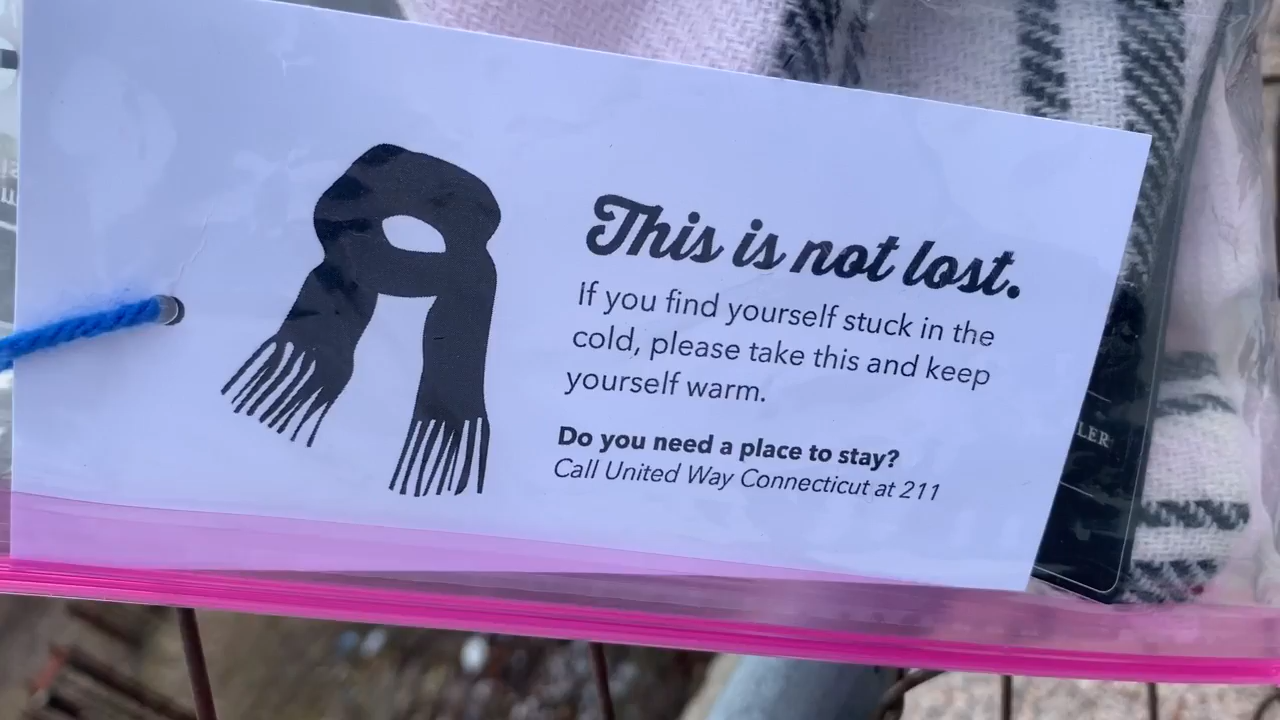 This is not lost.
If you find yourself stuck in the
cold, please take this and keep
yourself warm.
Do you need a place to stay?
Call United Way Connecticut at 211
LER